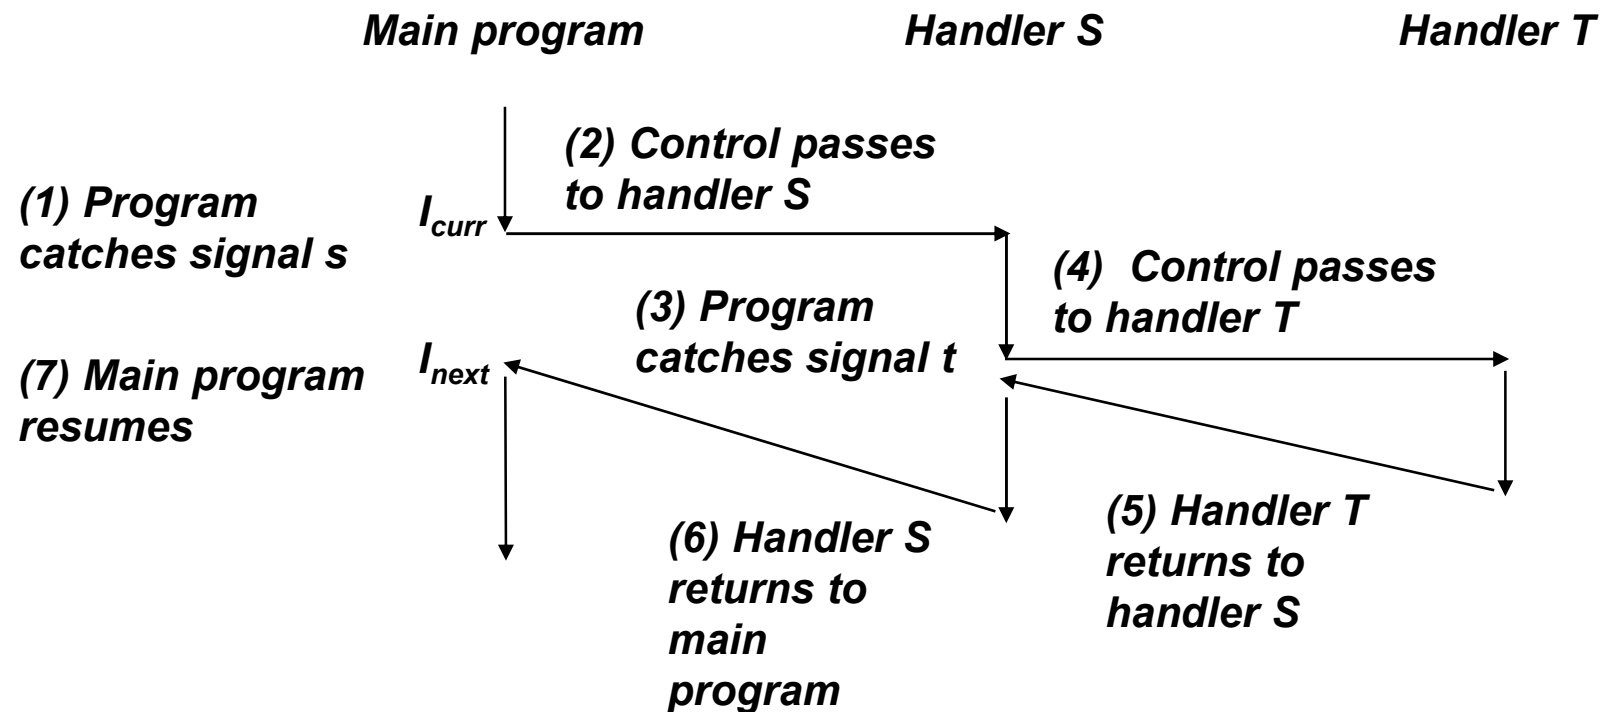 Main program
Handler S
Handler T
(1) Program
catches signal s
I_curr
(2) Control passes
to handler S
(3) Program
catches signal t
(4) Control passes
to handler T
(7) Main program
resumes
I_next
(6) Handler S
returns to
main
program
(5) Handler T
returns to
handler S